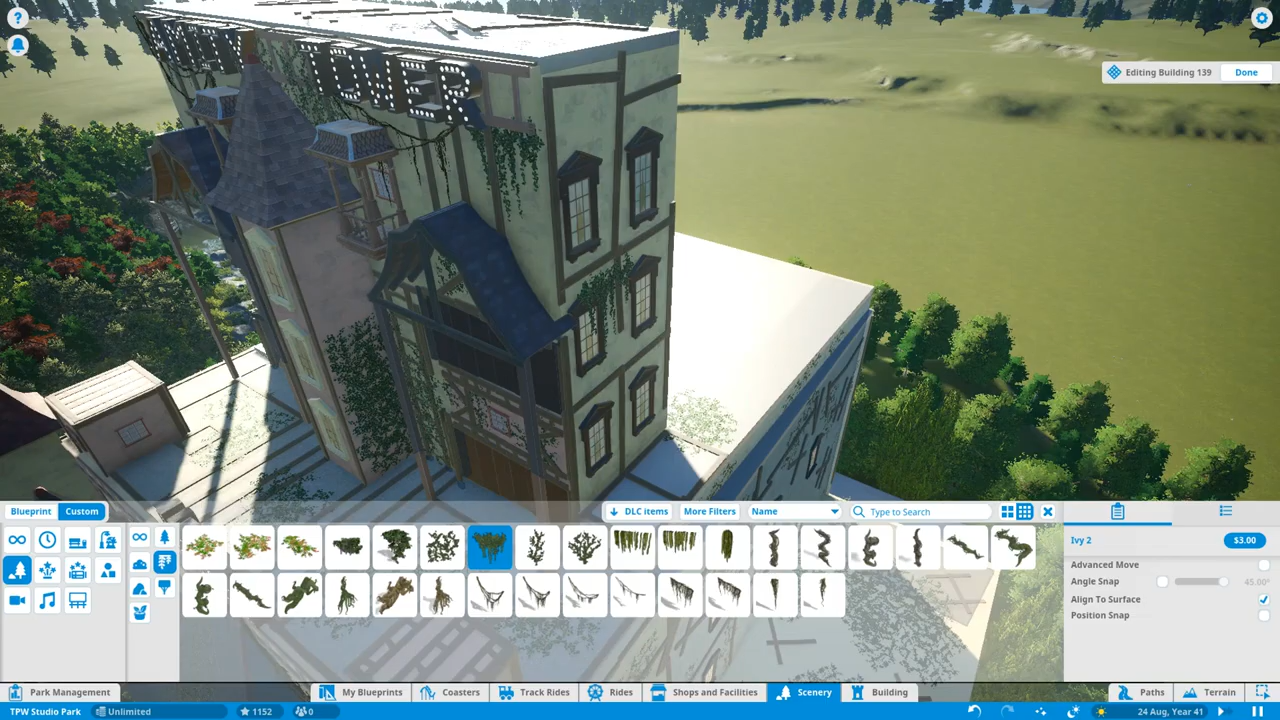 Editing Building 139 Done
Blueprint Custom DLC items More Filters Name Type to Search
Ivy 2 $3.00
Advanced Move
Angle Snap 45.00°
Align To Surface
Position Snap
Park Management My Blueprints Coasters Track Rides Rides Shops and Facilities Scenery Building Paths Terrain
TPW Studio Park Unlimited 1152 0 24 Aug, Year 41